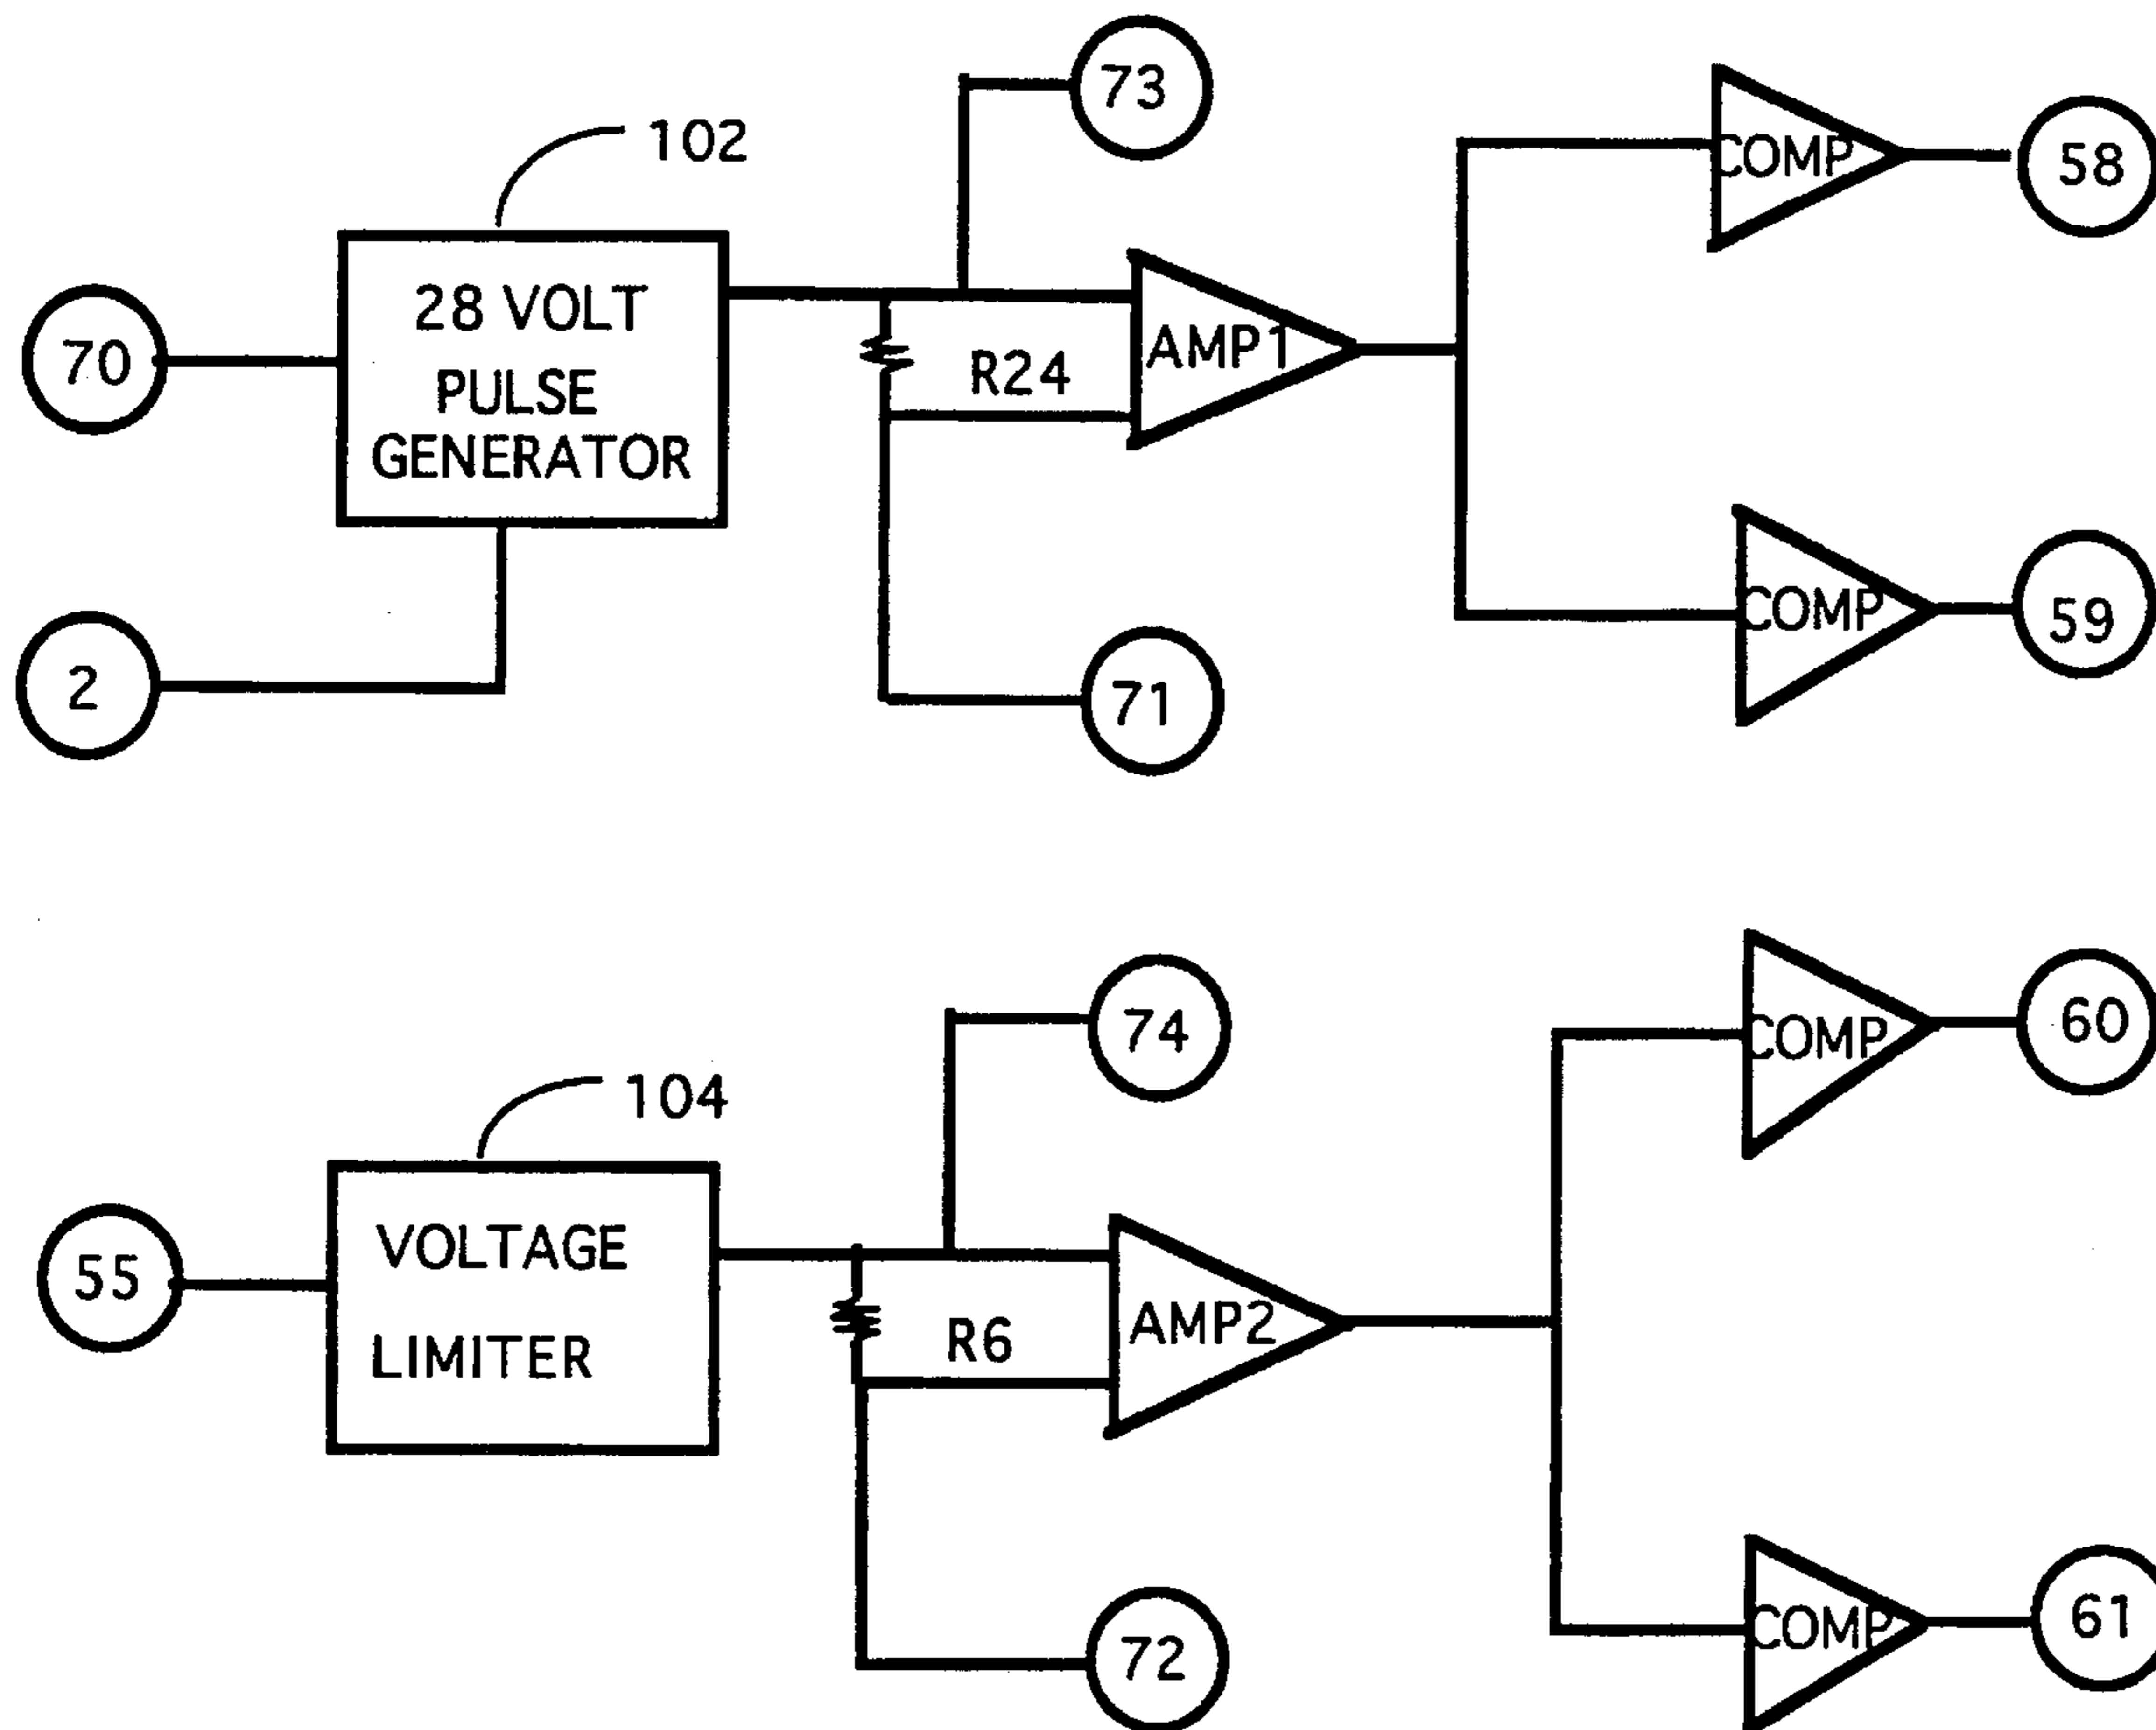 73
102
COMP
58
28 VOLT
PULSE
GENERATOR
70
AMP1
R24
COMP
59
2
71
74
COMP
60
104
VOLTAGE
LIMITER
55
AMP2
R6
COMP
61
72